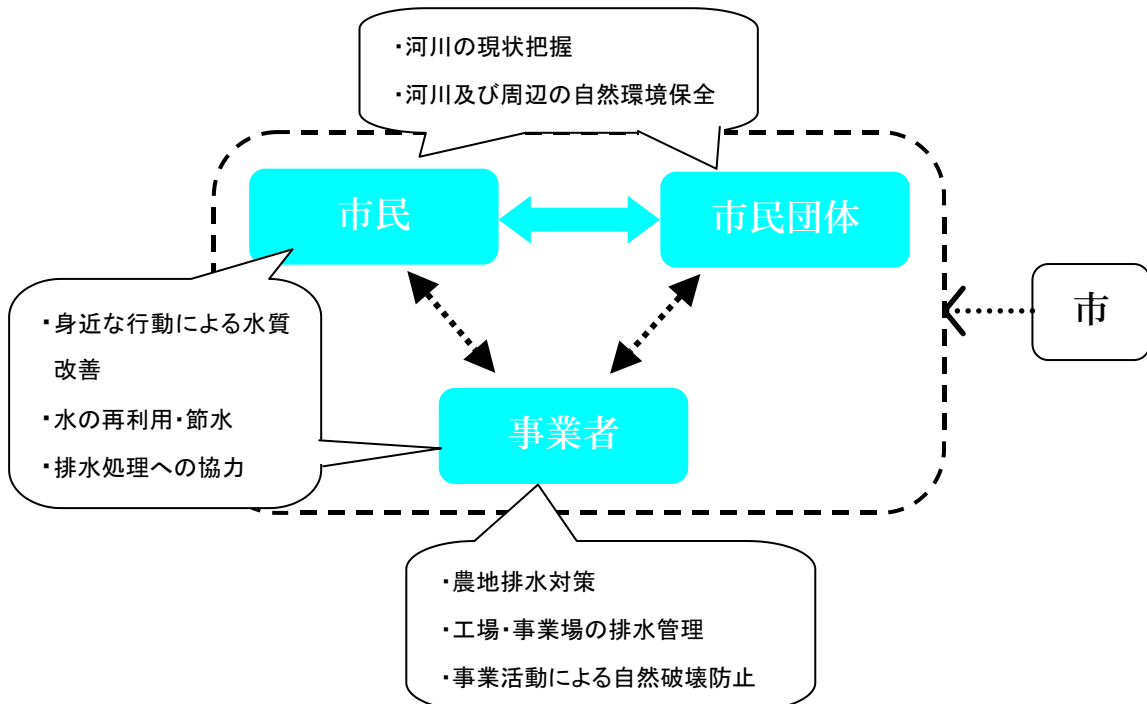 ・河川の現状把握
・河川及び周辺の自然環境保全
市民
市民団体
市
・身近な行動による水質
改善
・水の再利用・節水
・排水処理への協力
事業者
・農地排水対策
・工場・事業場の排水管理
・事業活動による自然破壊防止